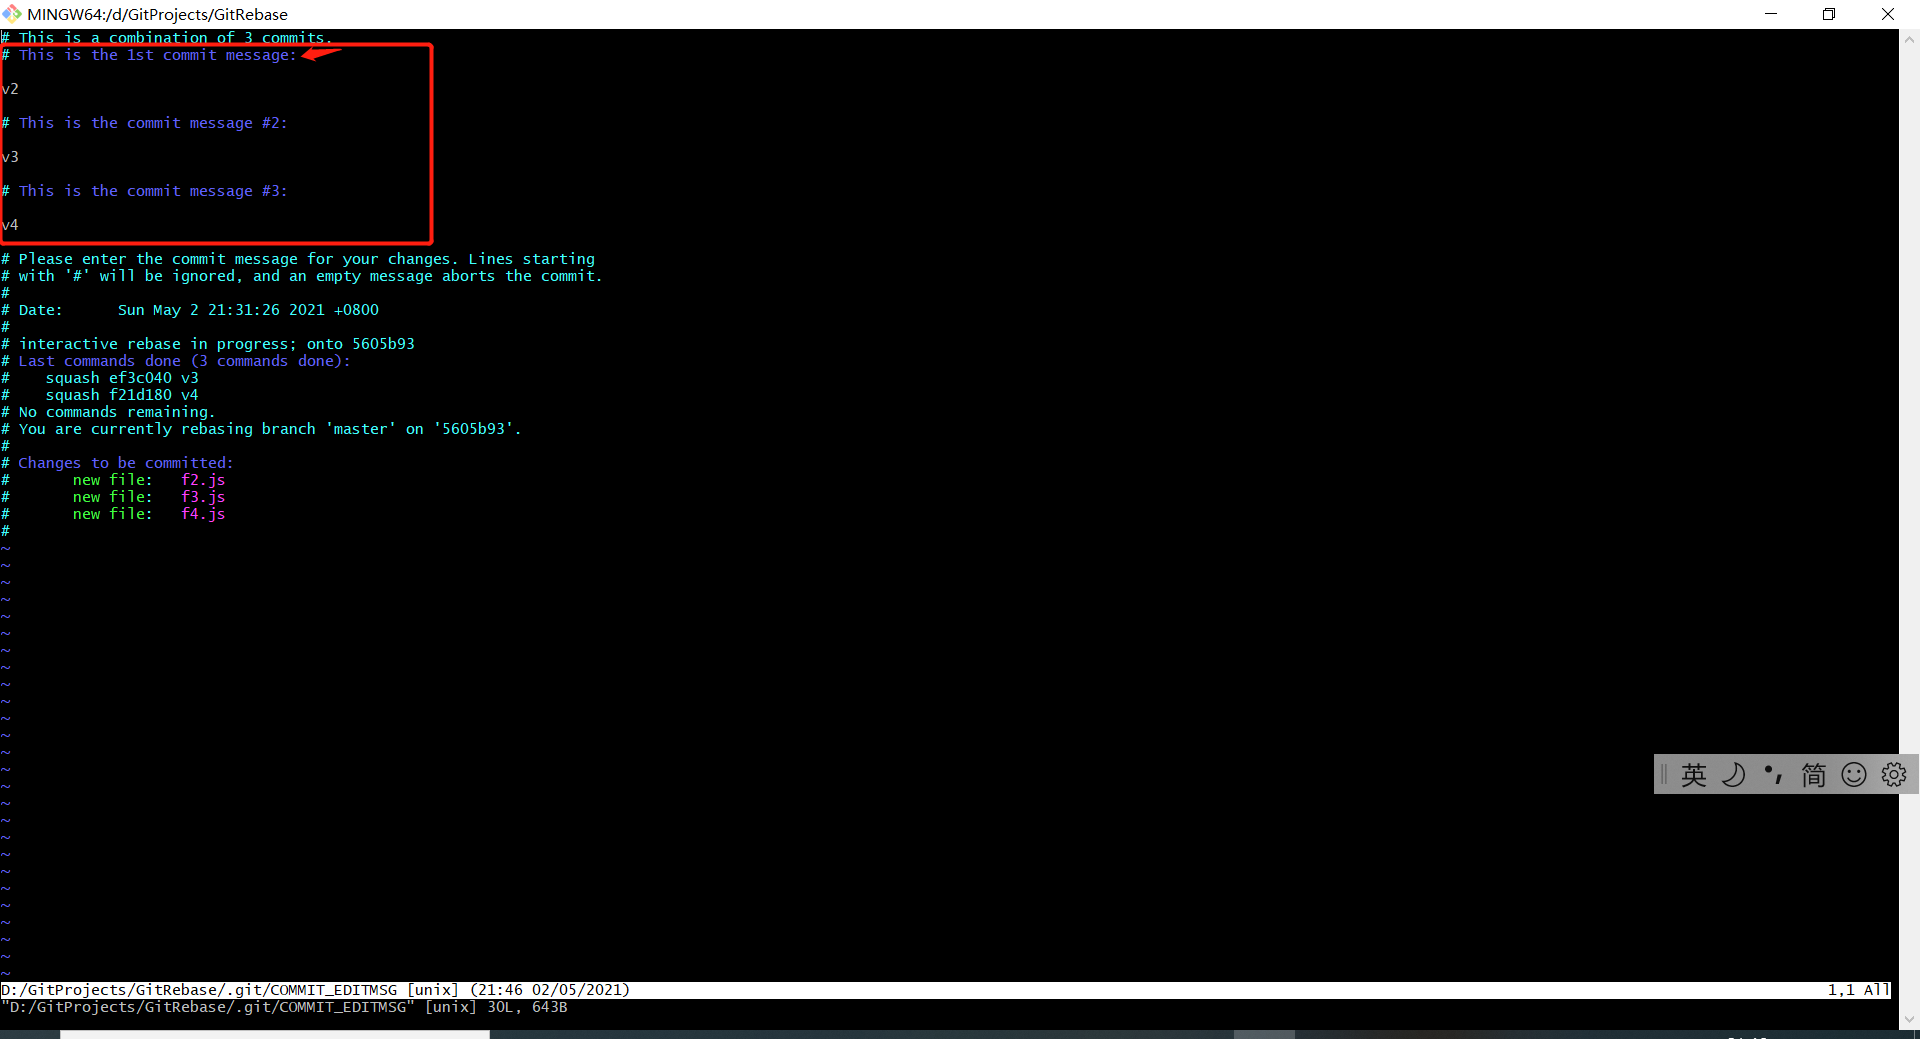 MINGW64:/d/GitProjects/GitRebase
# This is a combination of 3 commits.
# This is the 1st commit message:
v2
# This is the commit message #2:
v3
# This is the commit message #3:
v4
# Please enter the commit message for your changes. Lines starting
# with '#' will be ignored, and an empty message aborts the commit.
#
# Date:      Sun May 2 21:31:26 2021 +0800
#
# interactive rebase in progress; onto 5605b93
# Last commands done (3 commands done):
#    squash ef3c040 v3
#    squash f21d180 v4
# No commands remaining.
# You are currently rebasing branch 'master' on '5605b93'.
#
# Changes to be committed:
#       new file:   f2.js
#       new file:   f3.js
#       new file:   f4.js
#
~
~
~
~
~
~
~
~
~
~
~
~
~
英 简
~
~
~
~
~
~
~
~
~
~
~
~
~
D:/GitProjects/GitRebase/.git/COMMIT_EDITMSG [unix] (21:46 02/05/2021) 1,1 All
"D:/GitProjects/GitRebase/.git/COMMIT_EDITMSG" [unix] 30L, 643B